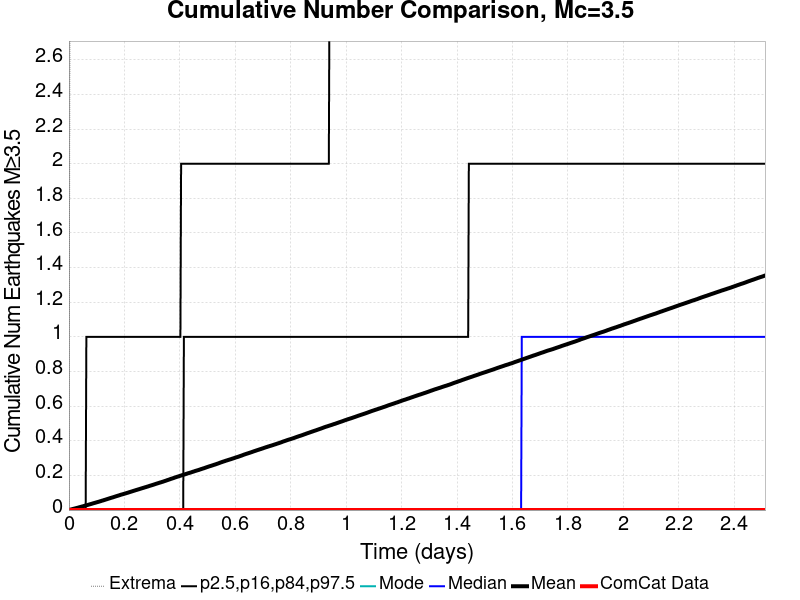 Cumulative Number Comparison, Mc=3.5
Cumulative Num Earthquakes M≥3.5
2.6
2.4
2.2
2
1.8
1.6
1.4
1.2
1
0.8
0.6
0.4
0.2
0
0 0.2 0.4 0.6 0.8 1 1.2 1.4 1.6 1.8 2 2.2 2.4
Time (days)
Extrema p2.5,p16,p84,p97.5 Mode Median Mean ComCat Data